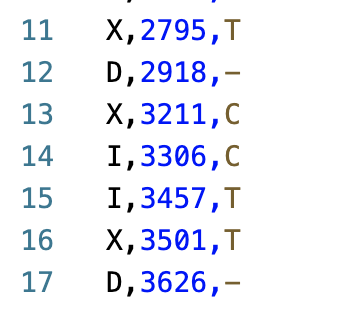 11 X,2795,T
12 D,2918,-
13 X,3211,C
14 I,3306,C
15 I,3457,T
16 X,3501,T
17 D,3626,-